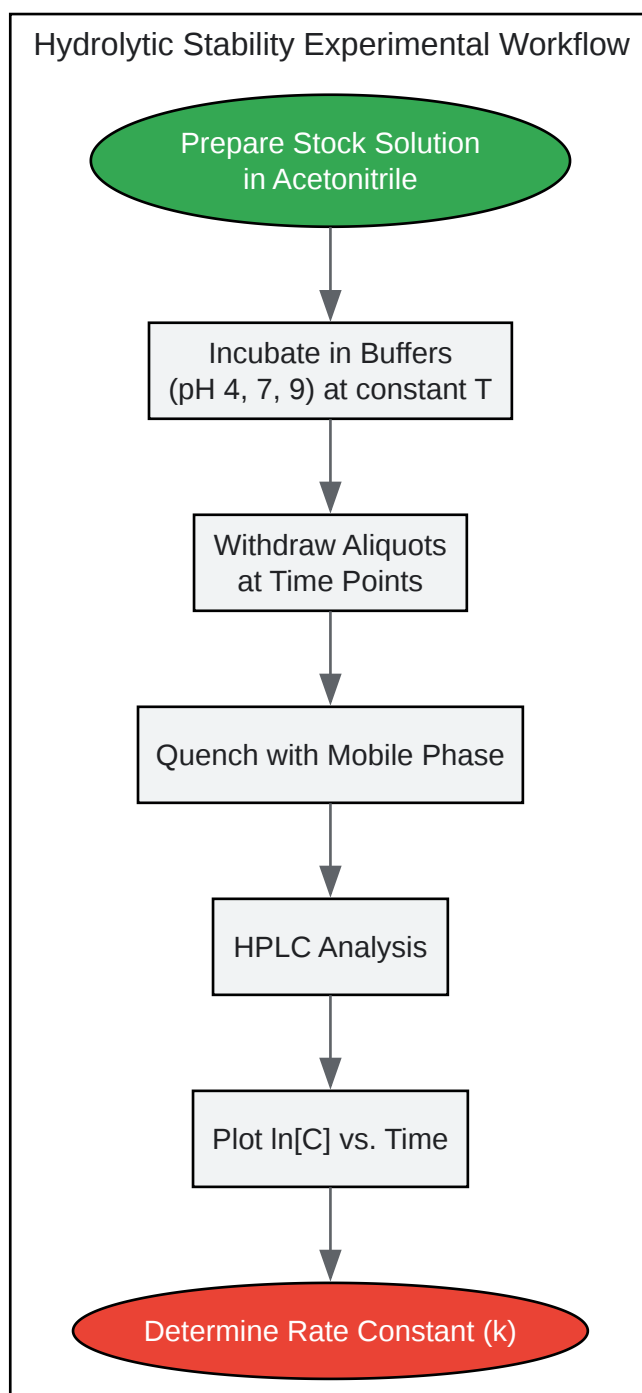 Hydrolytic Stability Experimental Workflow
Prepare Stock Solution
in Acetonitrile
Incubate in Buffers
(pH 4, 7, 9) at constant T
Withdraw Aliquots
at Time Points
Quench with Mobile Phase
HPLC Analysis
Plot ln[C] vs. Time
Determine Rate Constant (k)